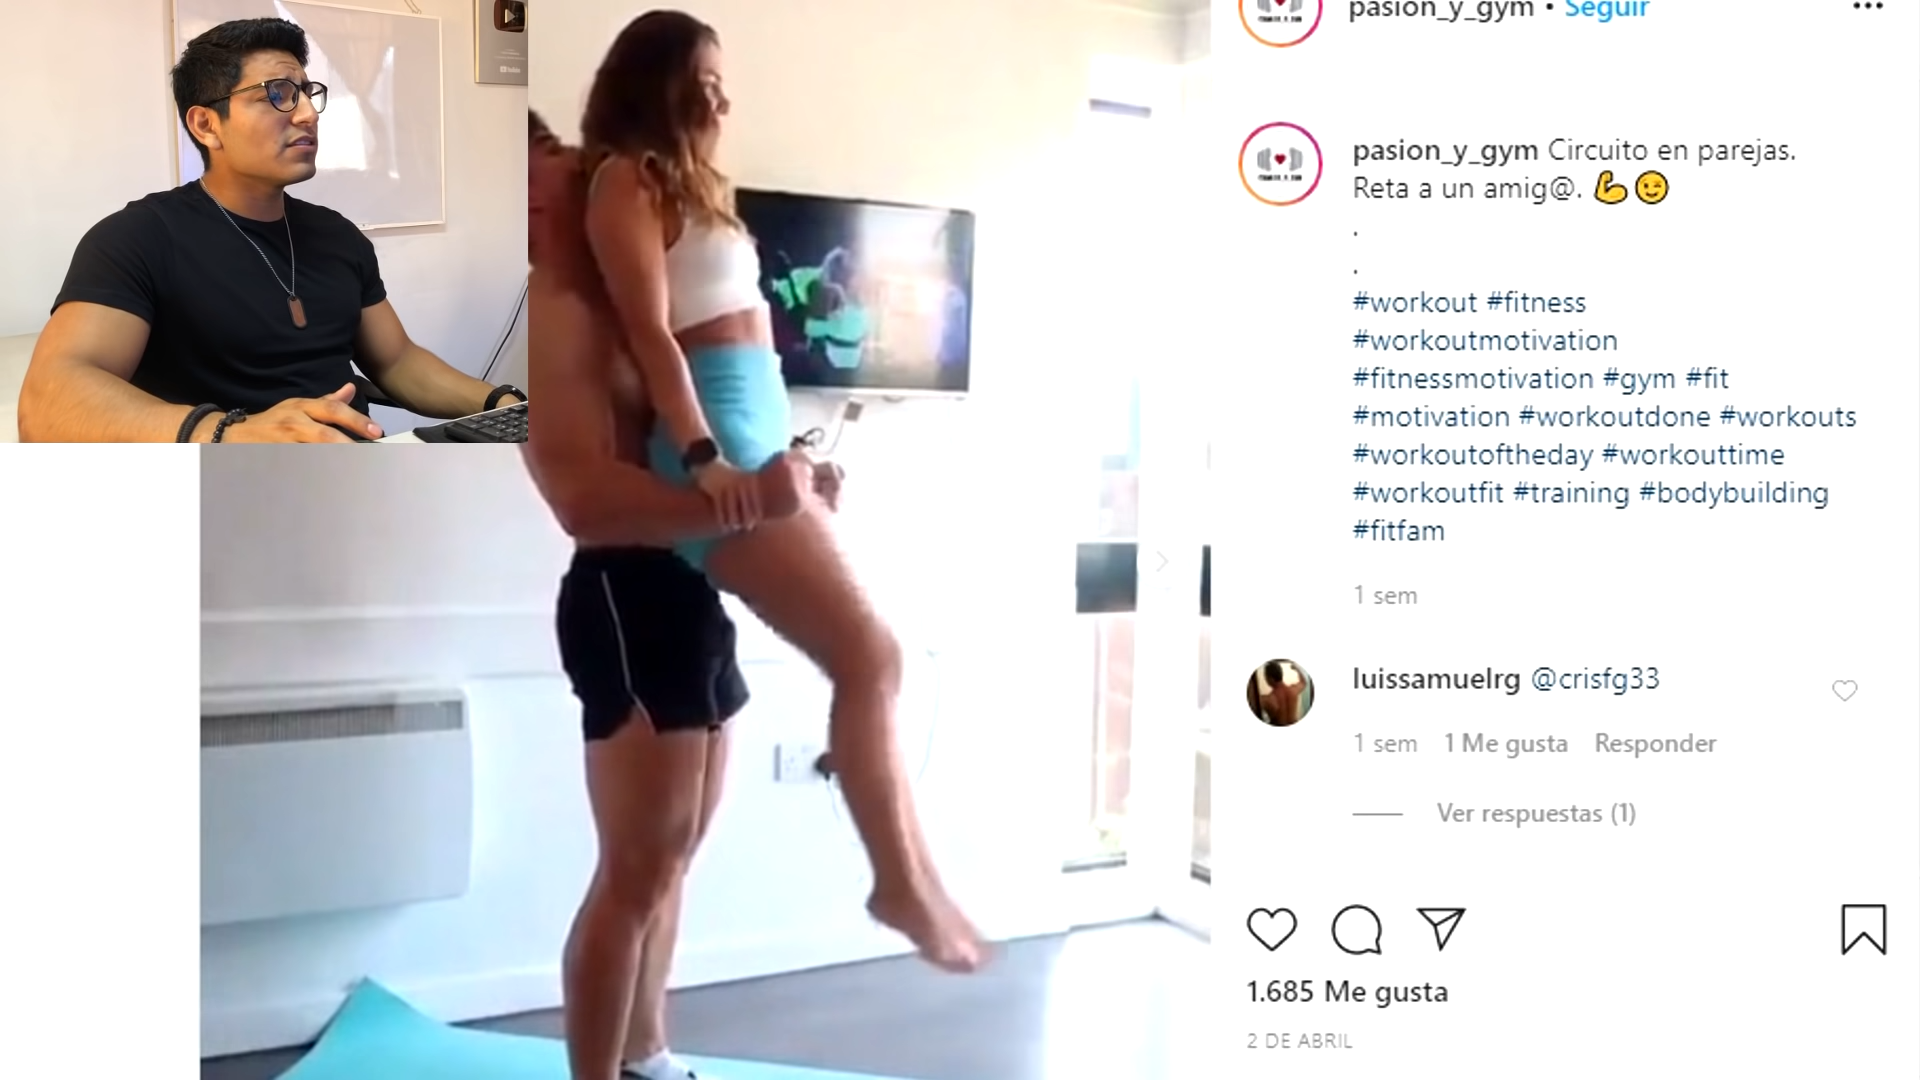 pasion_y_gym • Seguir
pasion_y_gym Circuito en parejas.
Reta a un amig@. 💪😉
.
.
#workout #fitness
#workoutmotivation
#fitnessmotivation #gym #fit
#motivation #workoutdone #workouts
#workoutoftheday #workouttime
#workoutfit #training #bodybuilding
#fitfam
1 sem
luissamuelrg @crisfg33
1 sem 1 Me gusta Responder
Ver respuestas (1)
1.685 Me gusta
2 DE ABRIL